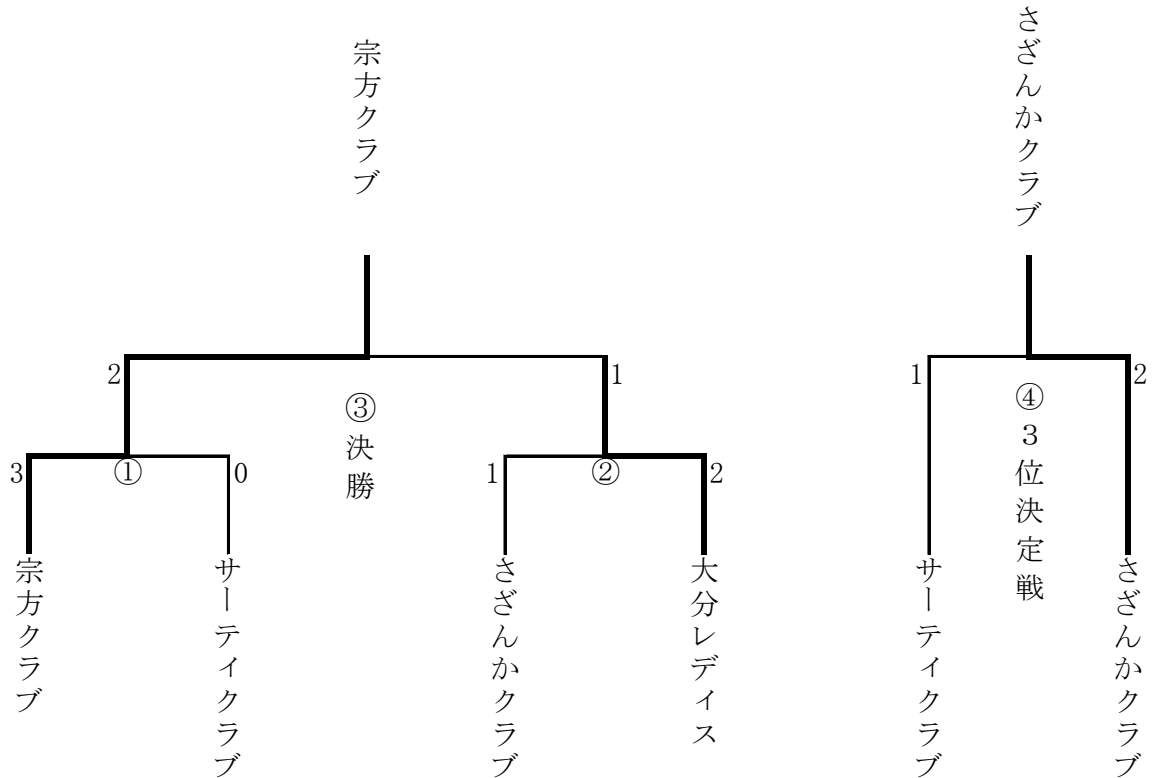 宗方クラブ
さざんかクラブ
2
1
③決勝
3
①
0
1
②
2
宗方クラブ
サーティクラブ
さざんかクラブ
大分レディス
1
2
④3位決定戦
サーティクラブ
さざんかクラブ